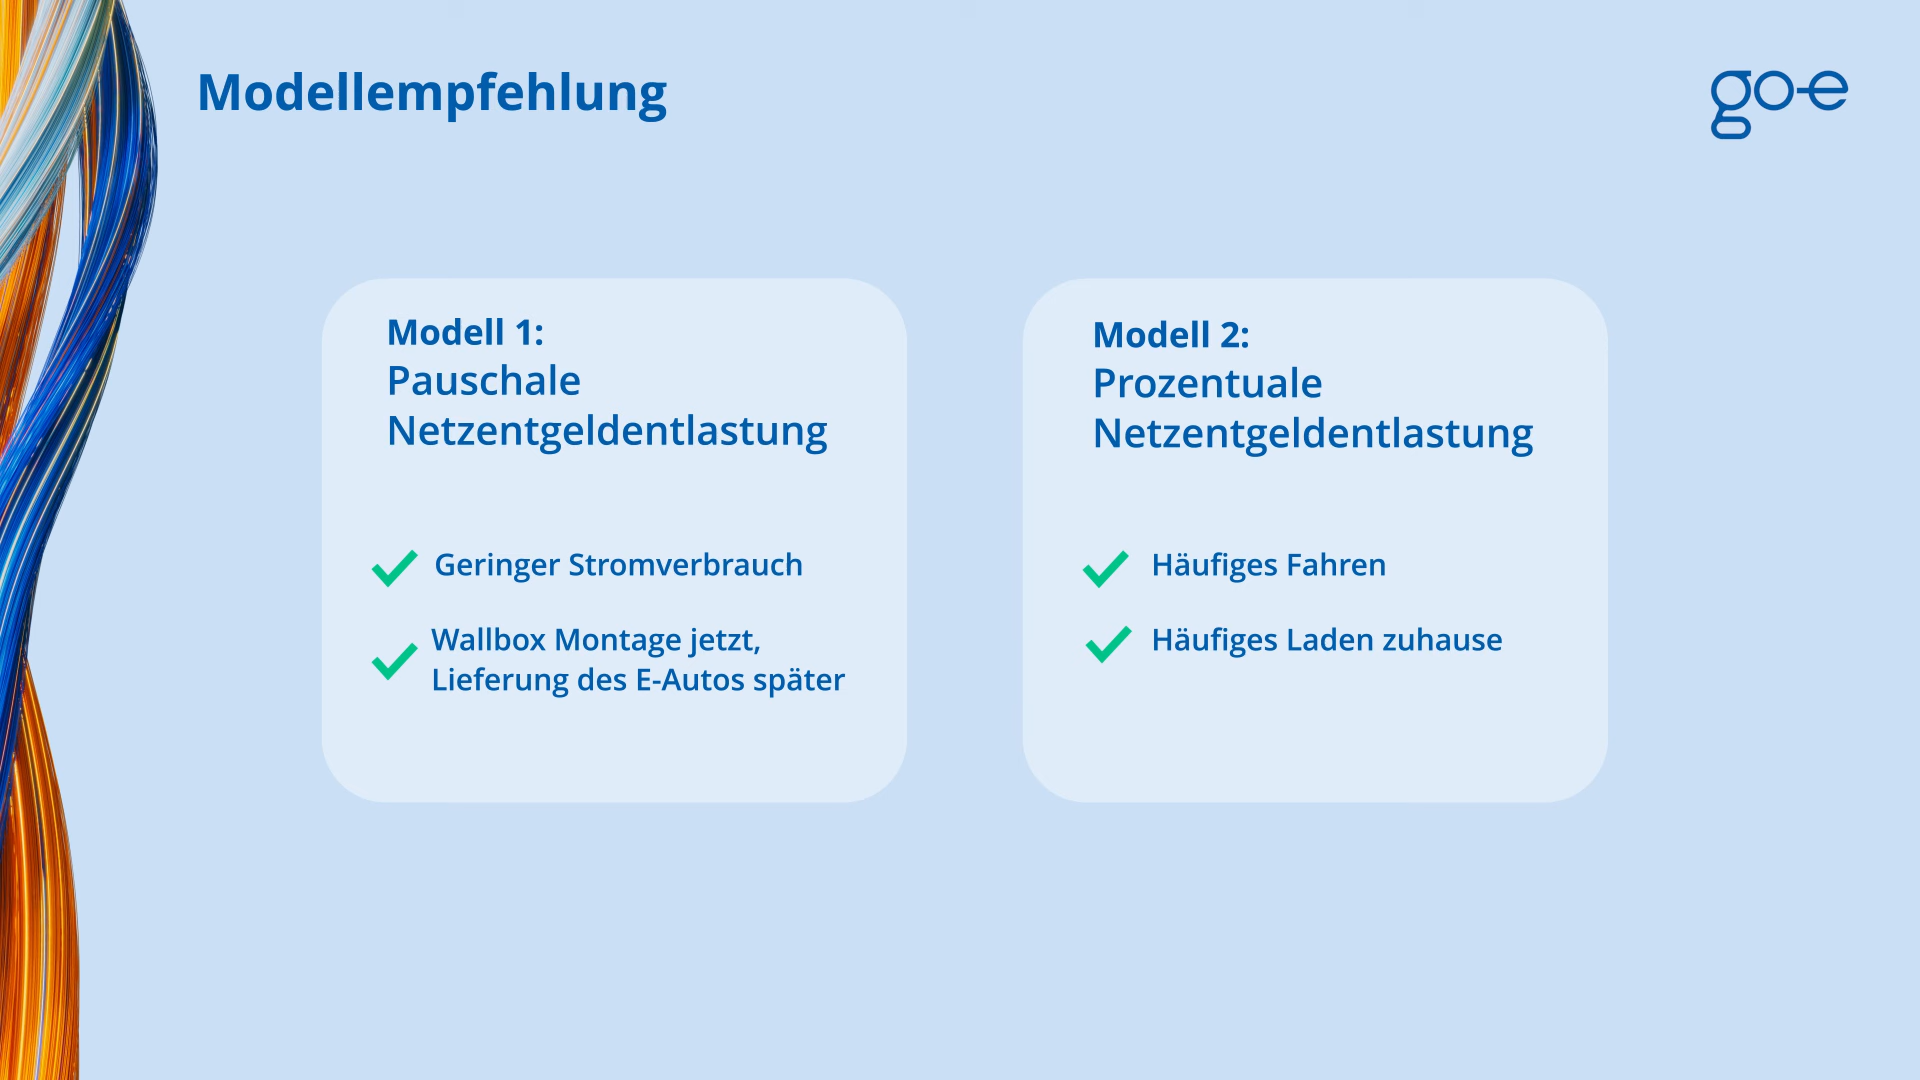 Modellempfehlung
go-e
Modell 1:
Pauschale
Netzentgeldentlastung
Geringer Stromverbrauch
Wallbox Montage jetzt,
Lieferung des E-Autos später
Modell 2:
Prozentuale
Netzentgeldentlastung
Häufiges Fahren
Häufiges Laden zuhause